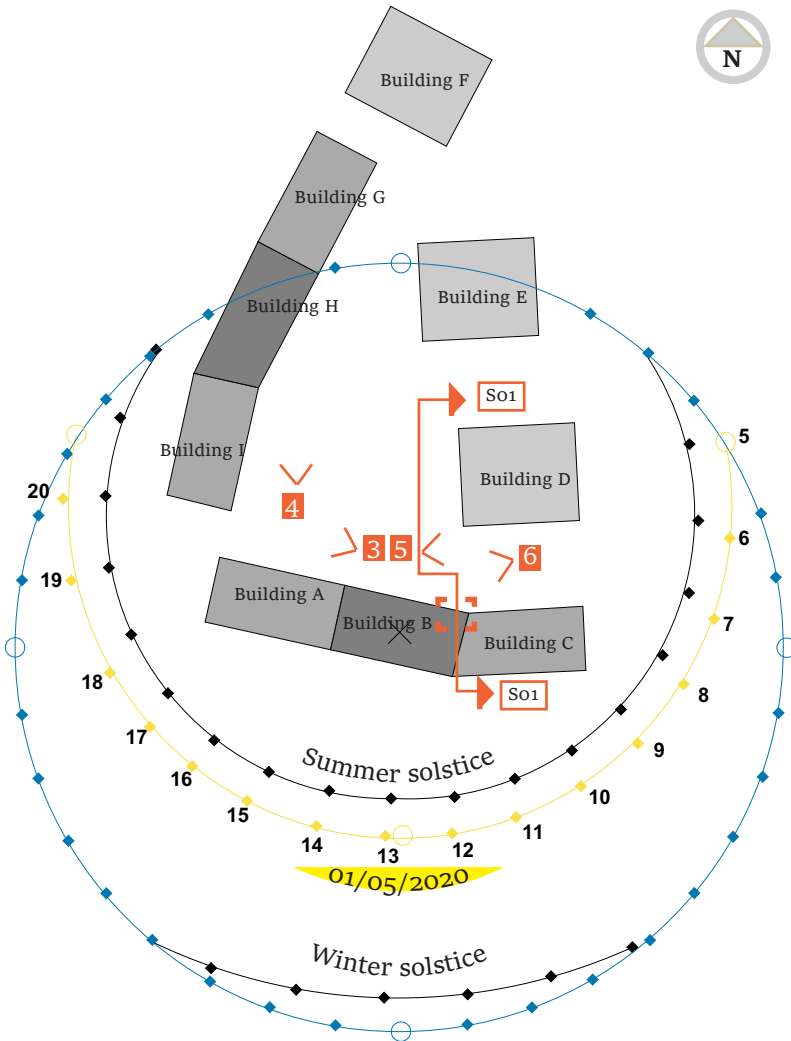 Building F
N
Building G
Building E
Building H
S01
5
Building I
Building D
20
4
6
3 5
6
19
Building A
Building B
7
Building C
18
8
S01
17
9
Summer solstice
16
10
15
11
14
12
13
01/05/2020
Winter solstice